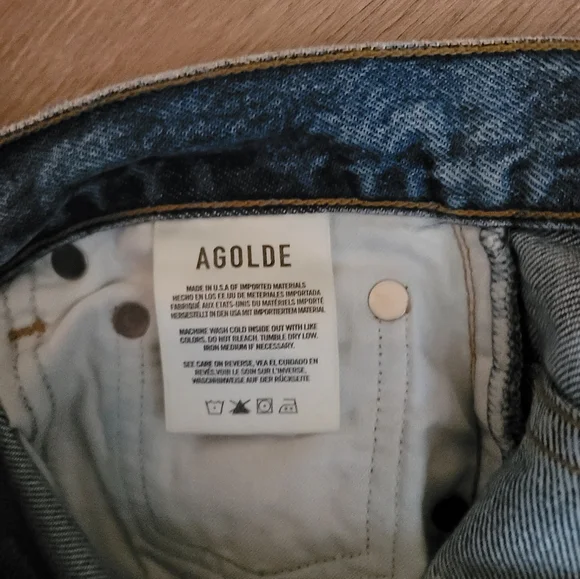 AGOLDE
MADE IN U.S.A OF IMPORTED MATERIALS
HECHO EN LOS EE.UU DE METERIALES IMPORTADA
FABRIQUÉ AUX ETATS-UNIS DU MATÉRIELS IMPORTÉ
HERGESTELLT IN DEN USA MIT IMPORTIERTEM MATERIAL
MACHINE WASH COLD INSIDE OUT WITH LIKE
COLORS. DO NOT BLEACH. TUMBLE DRY LOW.
IRON MEDIUM IF NECESSARY.
SEE CARE ON REVERSE, VEA EL CUIDADO EN
REVÉS, VOIR LE SOIN SUR L'INVERSE,
WASCHHINWEISE AUF DER RÜCKSEITE